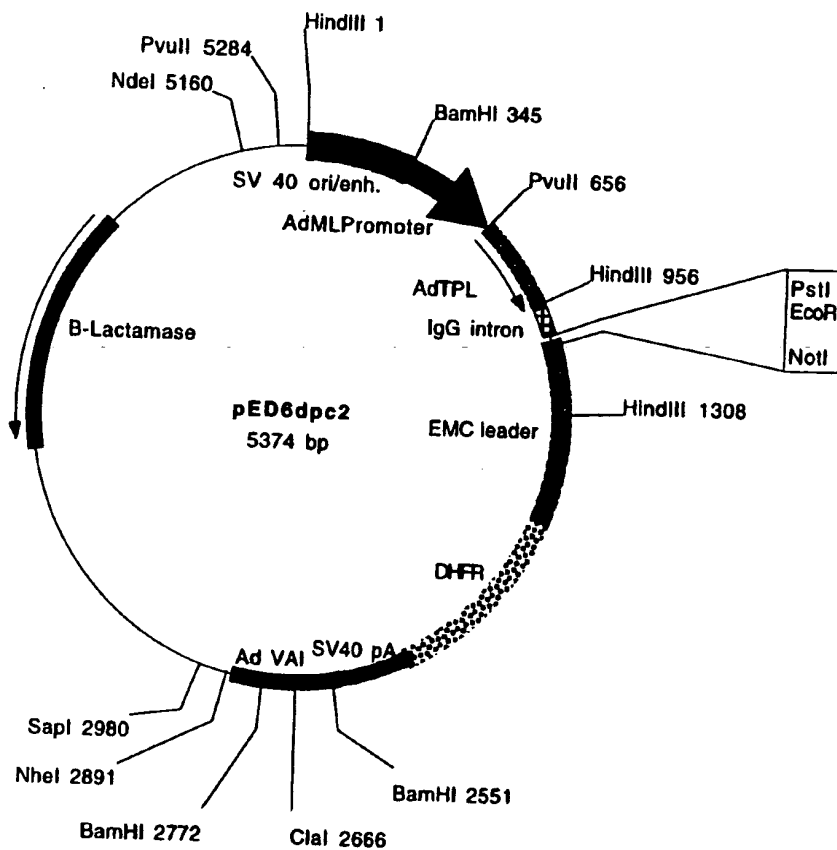 HindIII 1
PvuII 5284
NdeI 5160
BamHI 345
SV 40 ori/enh.
PvuII 656
AdMLPromoter
HindIII 956
AdTPL
PstI
EcoR
IgG intron
B-Lactamase
NotI
pED6dpc2
5374 bp
EMC leader
HindIII 1308
DHFR
Ad VAI
SV40 pA
SapI 2980
NheI 2891
BamHI 2551
BamHI 2772
ClaI 2666